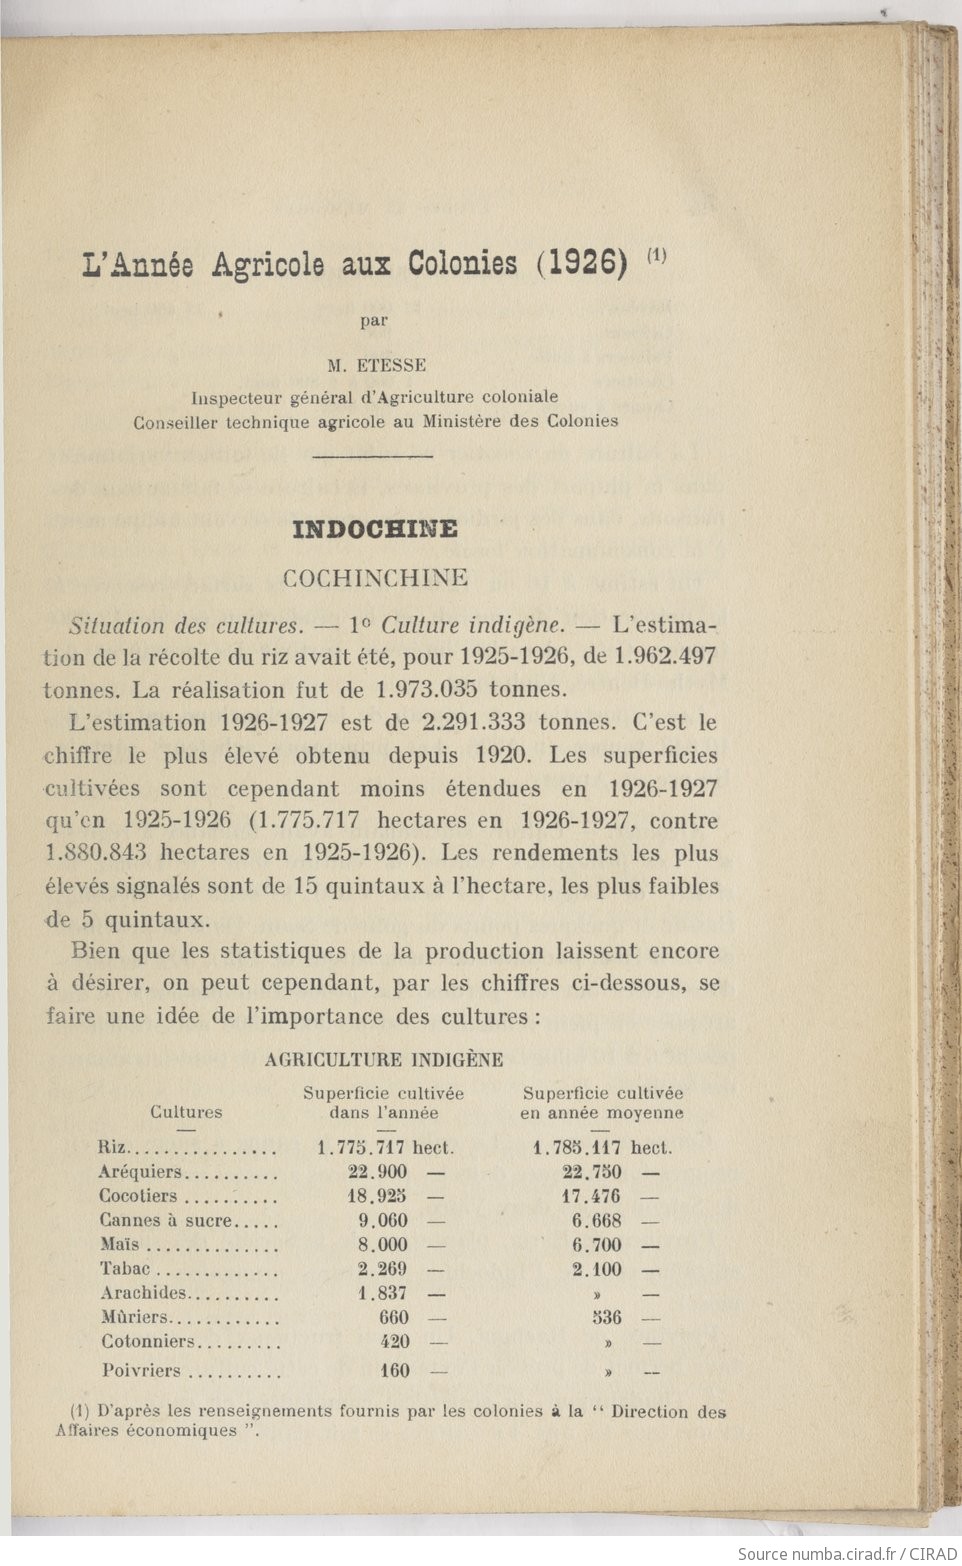 L'Année Agricole aux Colonies (1926) (1)
par
M. ETESSE
Inspecteur général d'Agriculture coloniale
Conseiller technique agricole au Ministère des Colonies
INDOCHINE
COCHINCHINE
Situation des cultures. — 1º Culture indigène. — L'estima-
tion de la récolte du riz avait été, pour 1925-1926, de 1.962.497
tonnes. La réalisation fut de 1.973.035 tonnes.
L'estimation 1926-1927 est de 2.291.333 tonnes. C'est le
chiffre le plus élevé obtenu depuis 1920. Les superficies
cultivées sont cependant moins étendues en 1926-1927
qu'en 1925-1926 (1.775.717 hectares en 1926-1927, contre
1.880.843 hectares en 1925-1926). Les rendements les plus
élevés signalés sont de 15 quintaux à l'hectare, les plus faibles
de 5 quintaux.
Bien que les statistiques de la production laissent encore
à désirer, on peut cependant, par les chiffres ci-dessous, se
faire une idée de l'importance des cultures :
AGRICULTURE INDIGÈNE
Cultures Superficie cultivée dans l'année Superficie cultivée en année moyenne
Riz................ 1.775.717 hect. 1.785.117 hect.
Aréquiers.......... 22.900 — 22.750 —
Cocotiers .......... 18.925 — 17.476 —
Cannes à sucre..... 9.060 — 6.668 —
Maïs .............. 8.000 — 6.700 —
Tabac ............. 2.269 — 2.100 —
Arachides.......... 1.837 — » —
Mûriers............ 660 — 536 —
Cotonniers......... 420 — » —
Poivriers .......... 160 — » —
(1) D'après les renseignements fournis par les colonies à la “ Direction des
Affaires économiques ”.
Source numba.cirad.fr / CIRAD